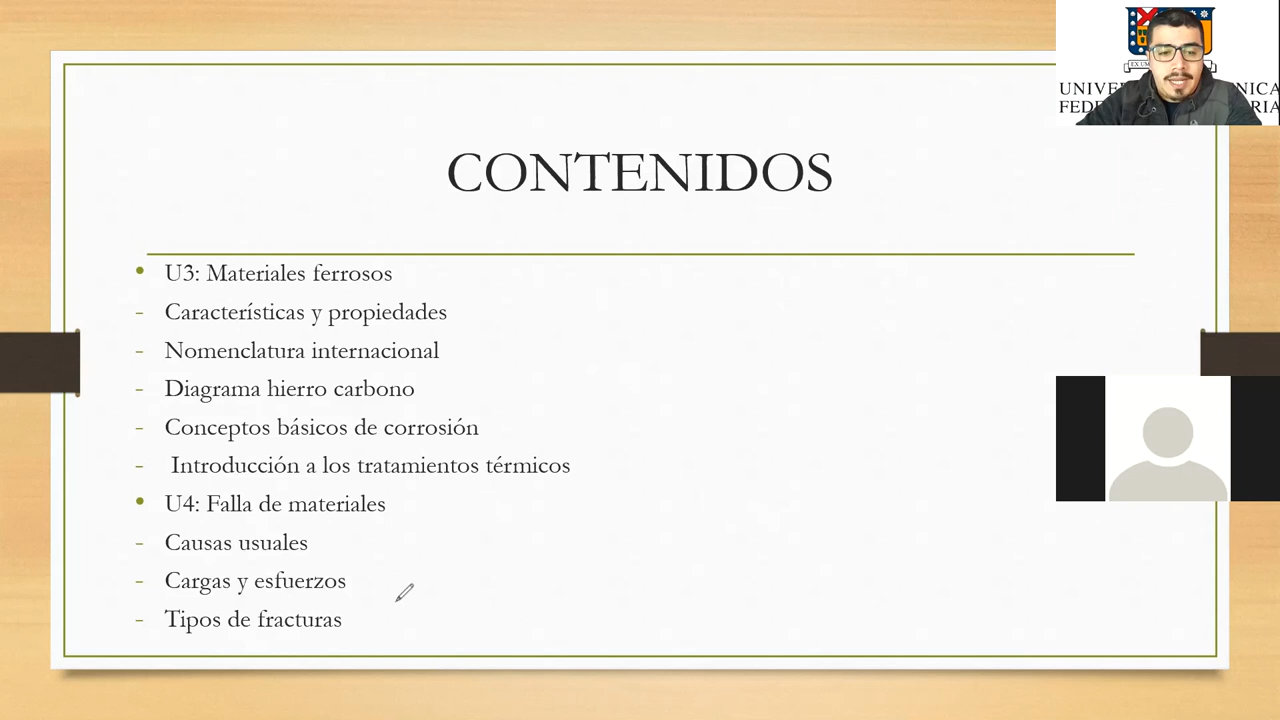 CONTENIDOS
• U3: Materiales ferrosos
- Características y propiedades
- Nomenclatura internacional
- Diagrama hierro carbono
- Conceptos básicos de corrosión
- Introducción a los tratamientos térmicos
• U4: Falla de materiales
- Causas usuales
- Cargas y esfuerzos
- Tipos de fracturas